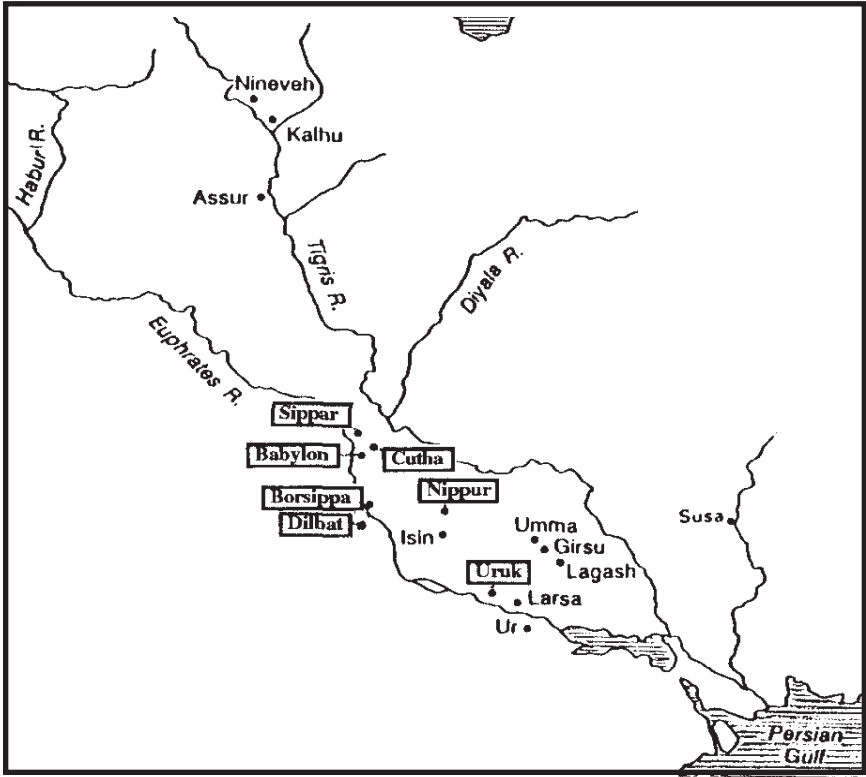 Nineveh
Kalhu
Habur R.
Assur
Tigris R.
Diyala R.
Euphrates R.
Sippar
Babylon
Cutha
Borsippa
Nippur
Dilbat
Isin
Umma
Girsu
Susa
Lagash
Uruk
Larsa
Ur
Persian
Gulf